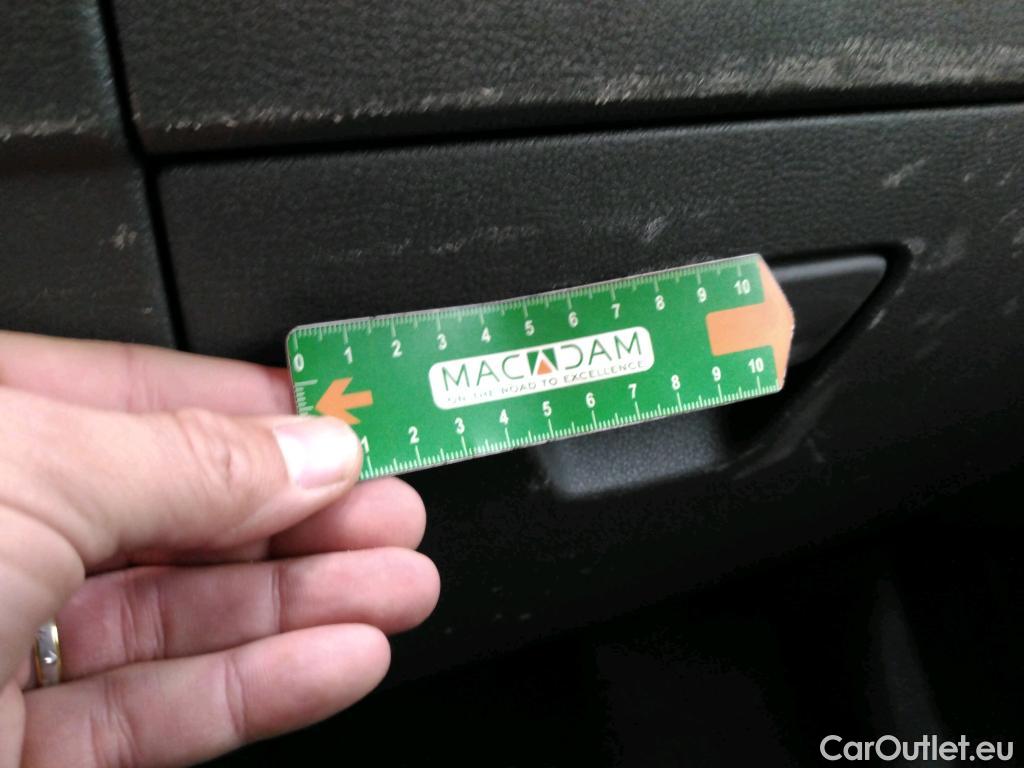 0 1 2 3 4 5 6 7 8 9 10
MACADAM
ON THE ROAD TO EXCELLENCE
1 2 3 4 5 6 7 8 9 10
CarOutlet.eu